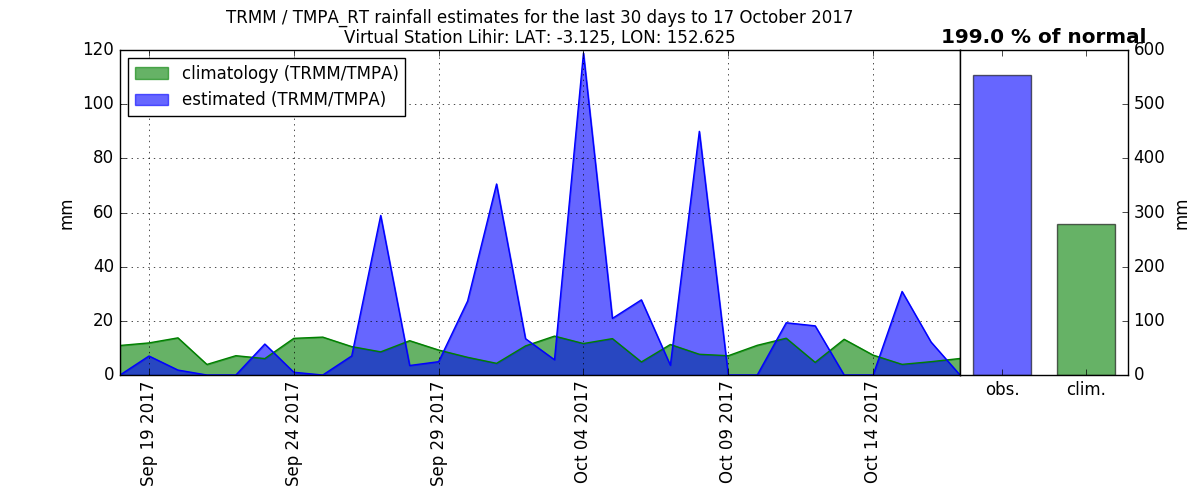 TRMM / TMPA_RT rainfall estimates for the last 30 days to 17 October 2017
Virtual Station Lihir: LAT: -3.125, LON: 152.625
199.0 % of normal
climatology (TRMM/TMPA)
estimated (TRMM/TMPA)
120
100
80
60
40
20
0
mm
Sep 19 2017
Sep 24 2017
Sep 29 2017
Oct 04 2017
Oct 09 2017
Oct 14 2017
600
500
400
300
200
100
0
mm
obs.
clim.